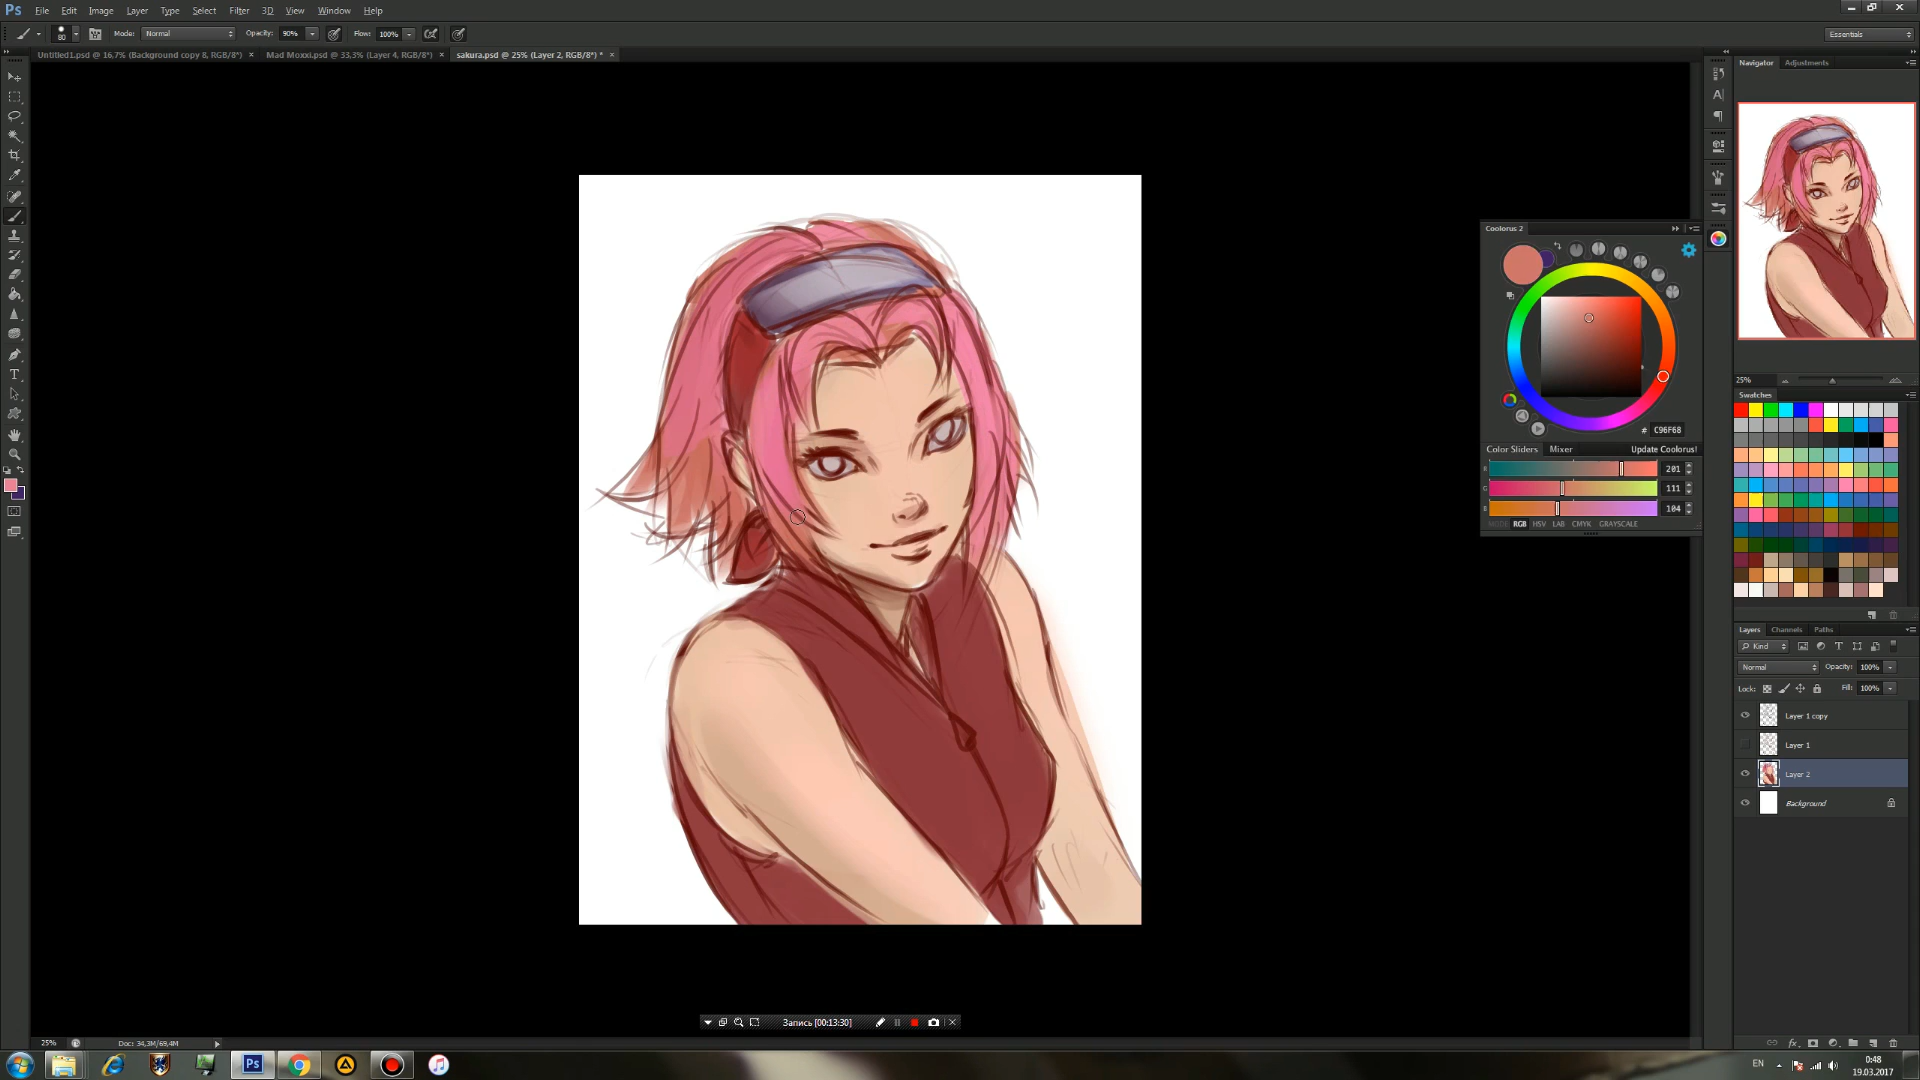 Ps File Edit Image Layer Type Select Filter 3D View Window Help
80 Mode: Normal Opacity: 90% Flow: 100% Essentials
Untitled1.psd @ 16,7% (Background copy 8, RGB/8*) × Mad Moxxi.psd @ 33,3% (Layer 4, RGB/8*) × sakura.psd @ 25% (Layer 2, RGB/8*) * ×
Navigator Adjustments
25%
Coolorus 2
# C96F68
Color Sliders Mixer Update Coolorus!
R 201
G 111
B 104
MODE RGB HSV LAB CMYK GRAYSCALE
Swatches
Layers Channels Paths
Kind
Normal Opacity: 100%
Lock: Fill: 100%
Layer 1 copy
Layer 1
Layer 2
Background
Запись [00:13:30]
25% Doc: 34,3M/69,4M
Ps EN 0:48
19.03.2017